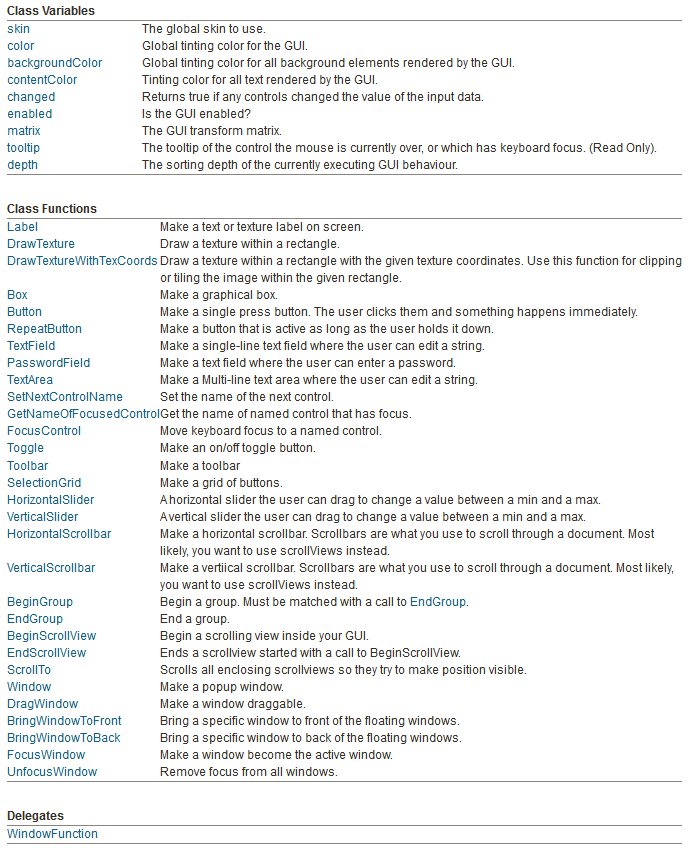 Class Variables
skin The global skin to use.
color Global tinting color for the GUI.
backgroundColor Global tinting color for all background elements rendered by the GUI.
contentColor Tinting color for all text rendered by the GUI.
changed Returns true if any controls changed the value of the input data.
enabled Is the GUI enabled?
matrix The GUI transform matrix.
tooltip The tooltip of the control the mouse is currently over, or which has keyboard focus. (Read Only).
depth The sorting depth of the currently executing GUI behaviour.
Class Functions
Label Make a text or texture label on screen.
DrawTexture Draw a texture within a rectangle.
DrawTextureWithTexCoords Draw a texture within a rectangle with the given texture coordinates. Use this function for clipping
or tiling the image within the given rectangle.
Box Make a graphical box.
Button Make a single press button. The user clicks them and something happens immediately.
RepeatButton Make a button that is active as long as the user holds it down.
TextField Make a single-line text field where the user can edit a string.
PasswordField Make a text field where the user can enter a password.
TextArea Make a Multi-line text area where the user can edit a string.
SetNextControlName Set the name of the next control.
GetNameOfFocusedControl Get the name of named control that has focus.
FocusControl Move keyboard focus to a named control.
Toggle Make an on/off toggle button.
Toolbar Make a toolbar
SelectionGrid Make a grid of buttons.
HorizontalSlider A horizontal slider the user can drag to change a value between a min and a max.
VerticalSlider A vertical slider the user can drag to change a value between a min and a max.
HorizontalScrollbar Make a horizontal scrollbar. Scrollbars are what you use to scroll through a document. Most
likely, you want to use scrollViews instead.
VerticalScrollbar Make a vertiical scrollbar. Scrollbars are what you use to scroll through a document. Most likely,
you want to use scrollViews instead.
BeginGroup Begin a group. Must be matched with a call to EndGroup.
EndGroup End a group.
BeginScrollView Begin a scrolling view inside your GUI.
EndScrollView Ends a scrollview started with a call to BeginScrollView.
ScrollTo Scrolls all enclosing scrollviews so they try to make position visible.
Window Make a popup window.
DragWindow Make a window draggable.
BringWindowToFront Bring a specific window to front of the floating windows.
BringWindowToBack Bring a specific window to back of the floating windows.
FocusWindow Make a window become the active window.
UnfocusWindow Remove focus from all windows.
Delegates
WindowFunction